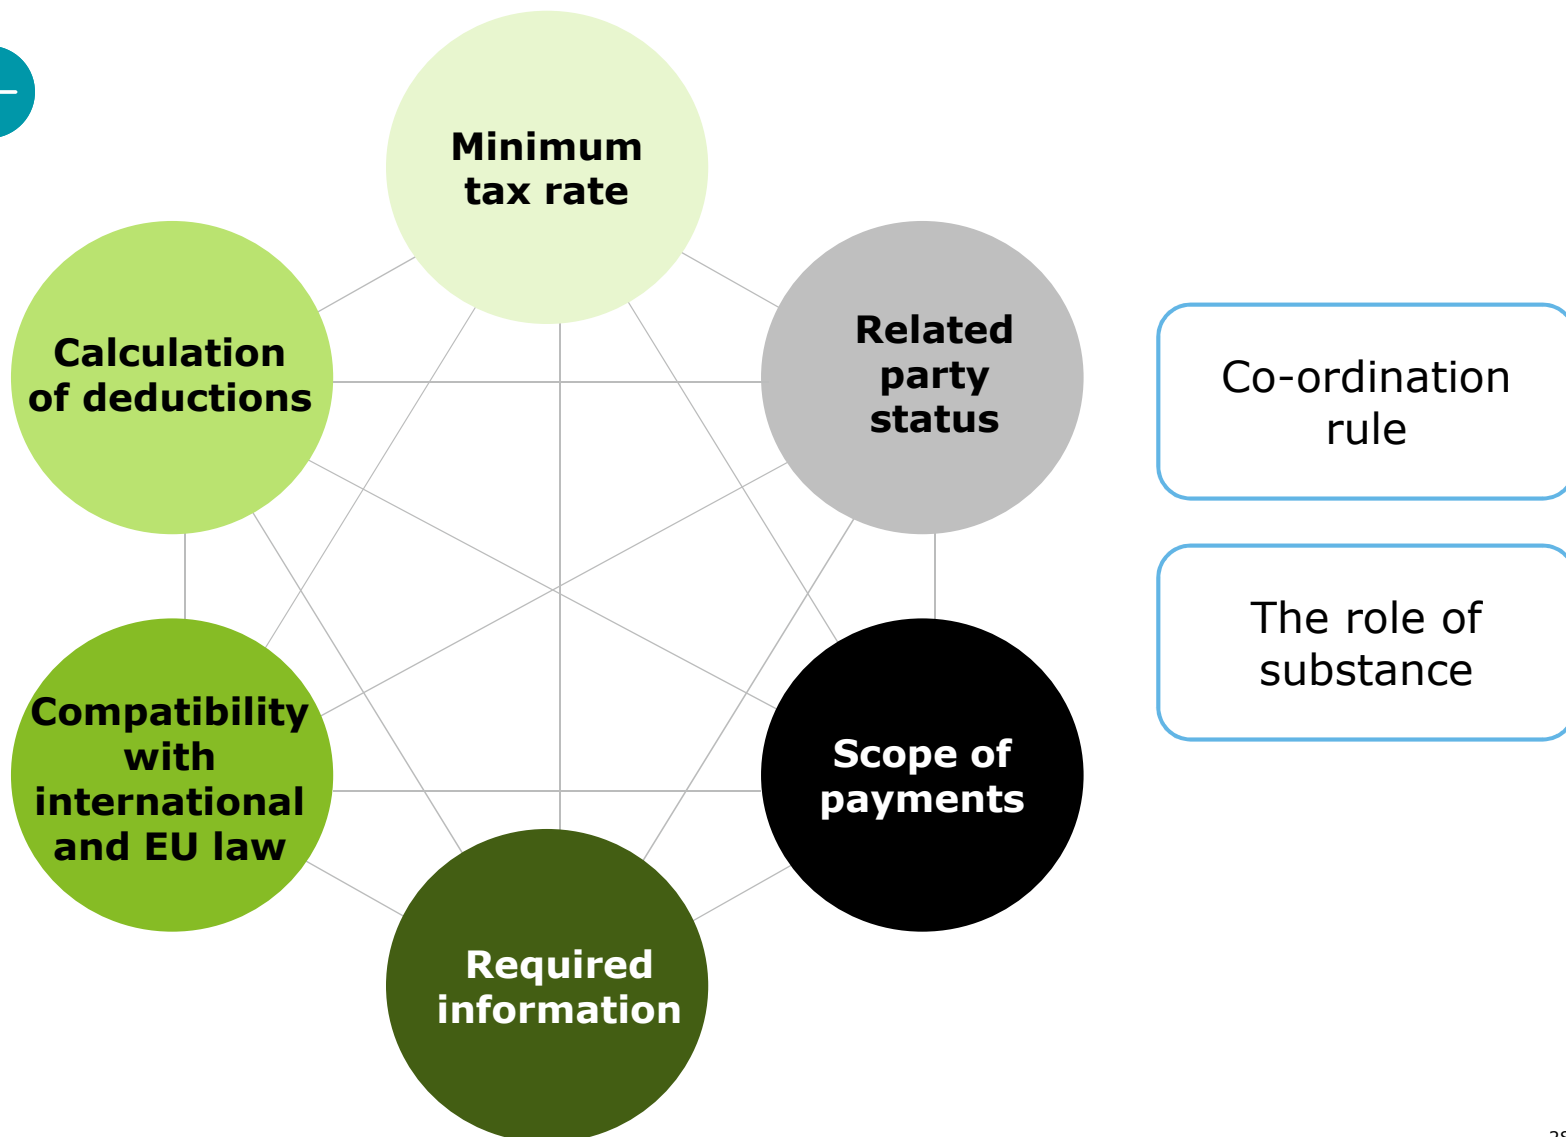 Minimum
tax rate
Calculation
of deductions
Related
party
status
Compatibility
with
international
and EU law
Scope of
payments
Required
information
Co-ordination
rule
The role of
substance